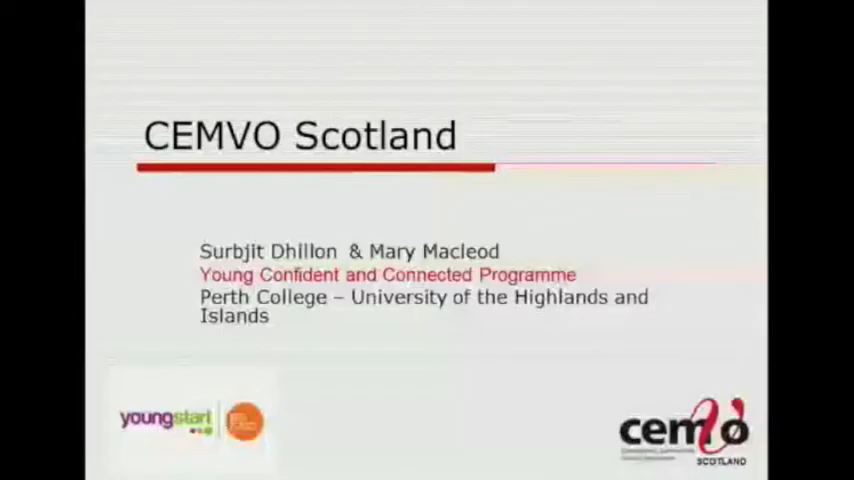 CEMVO Scotland
Surbjit Dhillon & Mary Macleod
Young Confident and Connected Programme
Perth College – University of the Highlands and
Islands
youngstart
cemvo
SCOTLAND